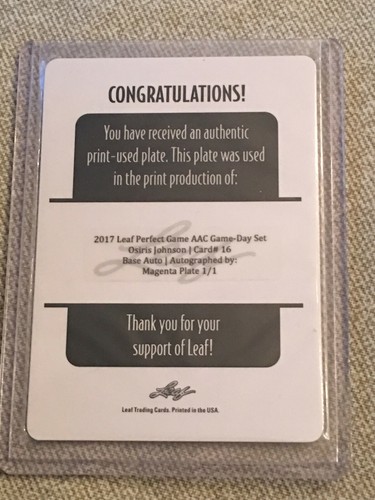 CONGRATULATIONS!
You have received an authentic
print-used plate. This plate was used
in the print production of:
2017 Leaf Perfect Game AAC Game-Day Set
Osiris Johnson | Card# 16
Base Auto | Autographed by:
Magenta Plate 1/1
Thank you for your
support of Leaf!
Leaf
Leaf Trading Cards. Printed in the USA.